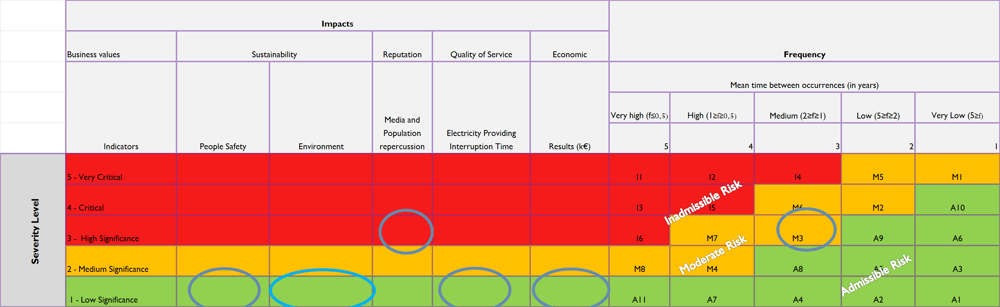 Impacts
Business values Sustainability Reputation Quality of Service Economic Frequency
Mean time between occurrences (in years)
Very high (f≤0,5) High (1≥f≥0,5) Medium (2≥f≥1) Low (5≥f≥2) Very Low (5≥f)
Indicators People Safety Environment Media and Population repercussion Electricity Providing Interruption Time Results (k€) 5 4 3 2 1
Severity Level
5 - Very Critical I1 I2 I4 M5 M1
4 - Critical I3 I5 M6 M2 A10
3 - High Significance I6 M7 M3 A9 A6
2 - Medium Significance M8 M4 A8 A5 A3
1 - Low Significance A11 A7 A4 A2 A1
Inadmissible Risk
Moderate Risk
Admissible Risk